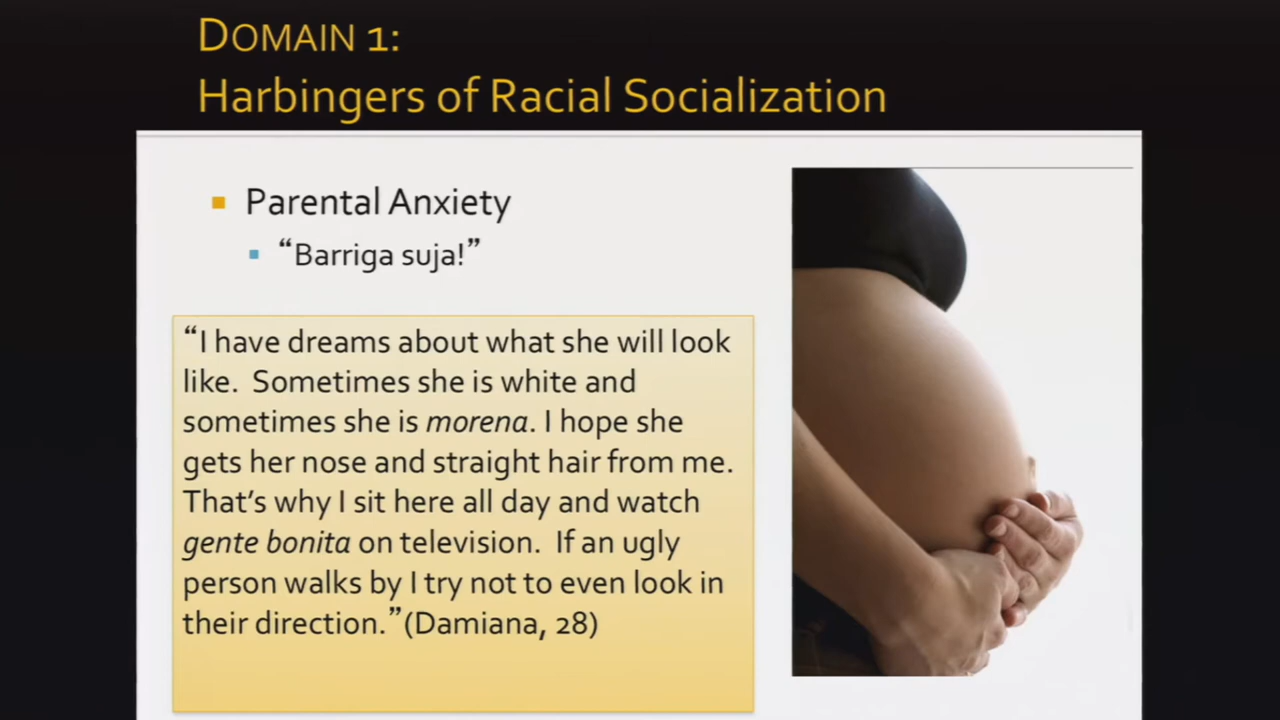 DOMAIN 1:
Harbingers of Racial Socialization
Parental Anxiety
“Barriga suja!”
“I have dreams about what she will look
like. Sometimes she is white and
sometimes she is morena. I hope she
gets her nose and straight hair from me.
That’s why I sit here all day and watch
gente bonita on television. If an ugly
person walks by I try not to even look in
their direction.”(Damiana, 28)